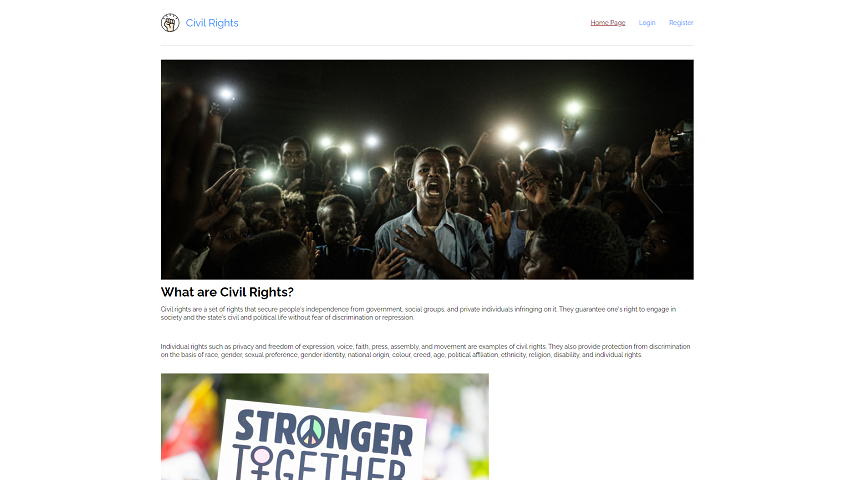 Civil Rights
Home Page Login Register
What are Civil Rights?
Civil rights are a set of rights that secure people's independence from government, social groups, and private individuals infringing on it. They guarantee one's right to engage in
society and the state's civil and political life without fear of discrimination or repression.
Individual rights such as privacy and freedom of expression, voice, faith, press, assembly, and movement are examples of civil rights. They also provide protection from discrimination
on the basis of race, gender, sexual preference, gender identity, national origin, colour, creed, age, political affliation, ethnicity, religion, disability, and individual rights.
STRONGER
TOGETHER